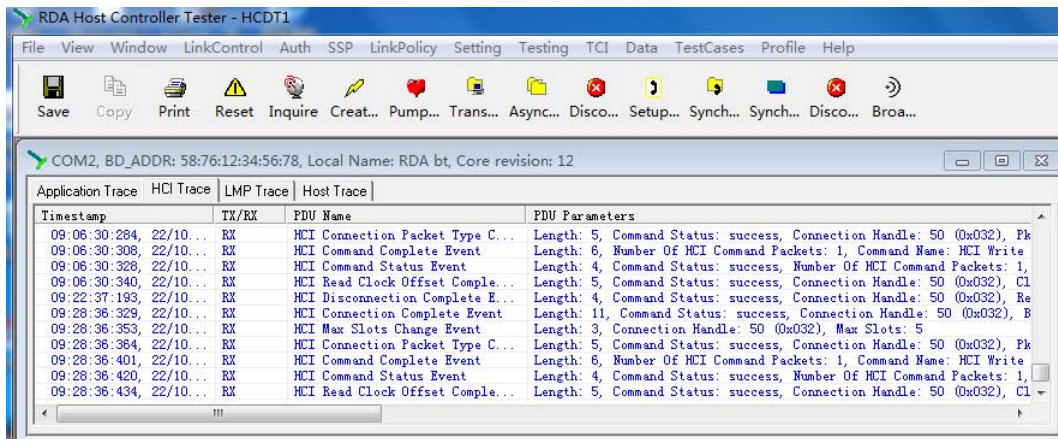 RDA Host Controller Tester - HCDT1
File View Window LinkControl Auth SSP LinkPolicy Setting Testing TCI Data TestCases Profile Help
Save Copy Print Reset Inquire Creat... Pump... Trans... Async... Disco... Setup... Synch... Synch... Disco... Broa...
COM2, BD_ADDR: 58:76:12:34:56:78, Local Name: RDA bt, Core revision: 12
Application Trace HCI Trace LMP Trace Host Trace
Timestamp TX/RX PDU Name PDU Parameters
09:06:30:284, 22/10... RX HCI Connection Packet Type C... Length: 5, Command Status: success, Connection Handle: 50 (0x032), Pk
09:06:30:308, 22/10... RX HCI Command Complete Event Length: 6, Number Of HCI Command Packets: 1, Command Name: HCI Write
09:06:30:328, 22/10... RX HCI Command Status Event Length: 4, Command Status: success, Number Of HCI Command Packets: 1,
09:06:30:340, 22/10... RX HCI Read Clock Offset Comple... Length: 5, Command Status: success, Connection Handle: 50 (0x032), Cl
09:22:37:193, 22/10... RX HCI Disconnection Complete E... Length: 4, Command Status: success, Connection Handle: 50 (0x032), Re
09:28:36:329, 22/10... RX HCI Connection Complete Event Length: 11, Command Status: success, Connection Handle: 50 (0x032), B
09:28:36:353, 22/10... RX HCI Max Slots Change Event Length: 3, Connection Handle: 50 (0x032), Max Slots: 5
09:28:36:364, 22/10... RX HCI Connection Packet Type C... Length: 5, Command Status: success, Connection Handle: 50 (0x032), Pk
09:28:36:401, 22/10... RX HCI Command Complete Event Length: 6, Number Of HCI Command Packets: 1, Command Name: HCI Write
09:28:36:420, 22/10... RX HCI Command Status Event Length: 4, Command Status: success, Number Of HCI Command Packets: 1,
09:28:36:434, 22/10... RX HCI Read Clock Offset Comple... Length: 5, Command Status: success, Connection Handle: 50 (0x032), Cl